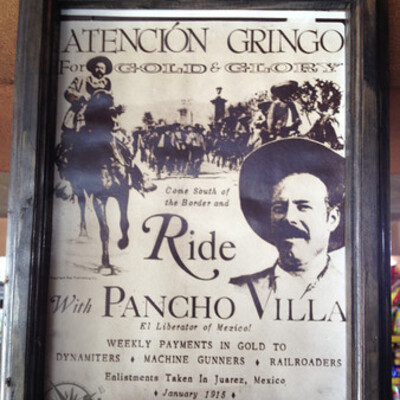 ATENCIÓN GRINGO
For GOLD & GLORY
Come South of
the Border and
Ride
With PANCHO VILLA
El Liberator of Mexico!
WEEKLY PAYMENTS IN GOLD TO
DYNAMITERS ♦ MACHINE GUNNERS ♦ RAILROADERS
Enlistments Taken In Juarez, Mexico
♦ January 1915 ♦